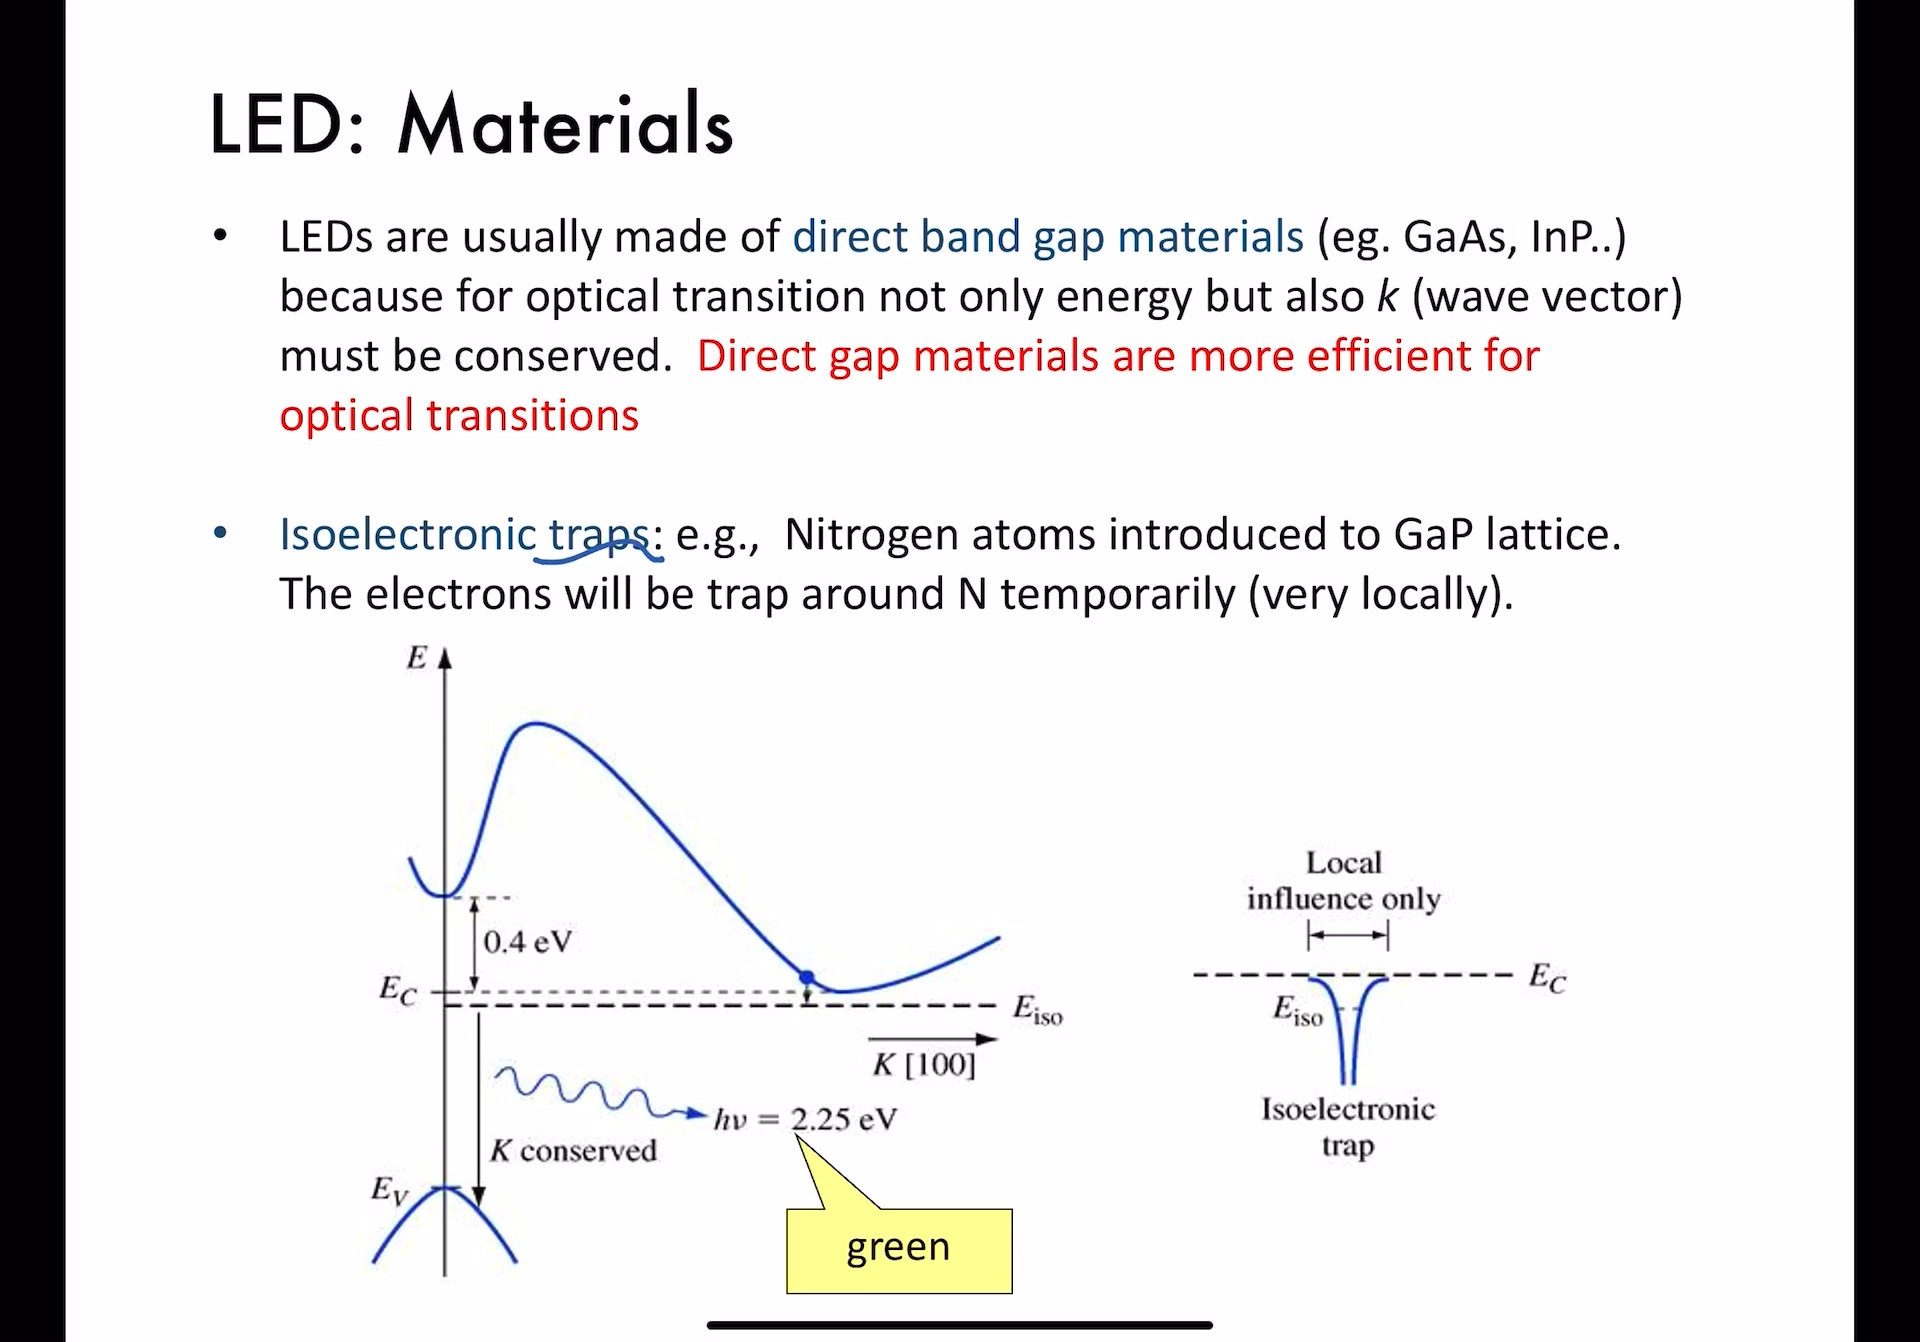 LED: Materials
• LEDs are usually made of direct band gap materials (eg. GaAs, InP..)
because for optical transition not only energy but also k (wave vector)
must be conserved. Direct gap materials are more efficient for
optical transitions
• Isoelectronic traps: e.g., Nitrogen atoms introduced to GaP lattice.
The electrons will be trap around N temporarily (very locally).
E
0.4 eV
E_C
E_iso
K [100]
hν = 2.25 eV
K conserved
E_V
green
Local
influence only
E_C
E_iso
Isoelectronic
trap